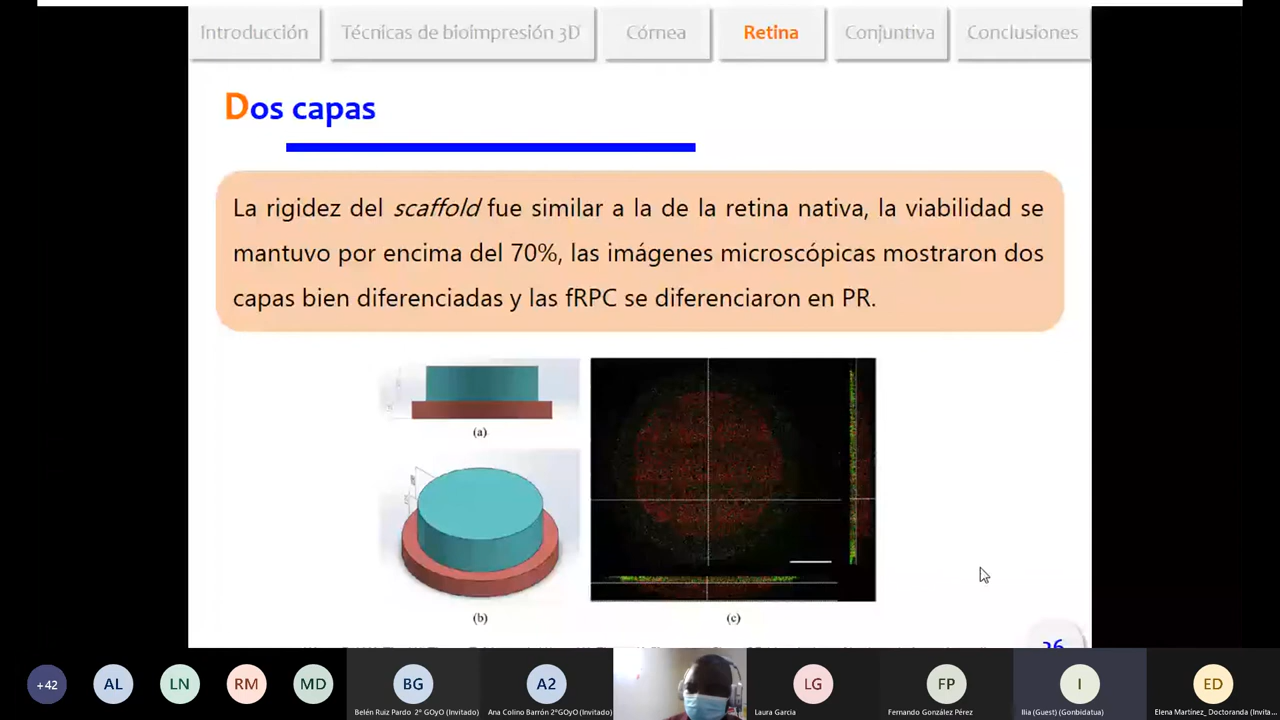 Introducción
Técnicas de bioimpresión 3D
Córnea
Retina
Conjuntiva
Conclusiones
Dos capas
La rigidez del scaffold fue similar a la de la retina nativa, la viabilidad se
mantuvo por encima del 70%, las imágenes microscópicas mostraron dos
capas bien diferenciadas y las fRPC se diferenciaron en PR.
(a)
(b)
(c)
+42
AL
LN
RM
MD
BG
A2
LG
FP
I
ED
Belén Ruiz Pardo 2º GOyO (Invitado)
Ana Colino Barrón 2ºGOyO (Invitado)
Laura Garcia
Fernando González Pérez
Ilia (Guest) (Gonbidatua)
Elena Martínez_Doctoranda (Invita...